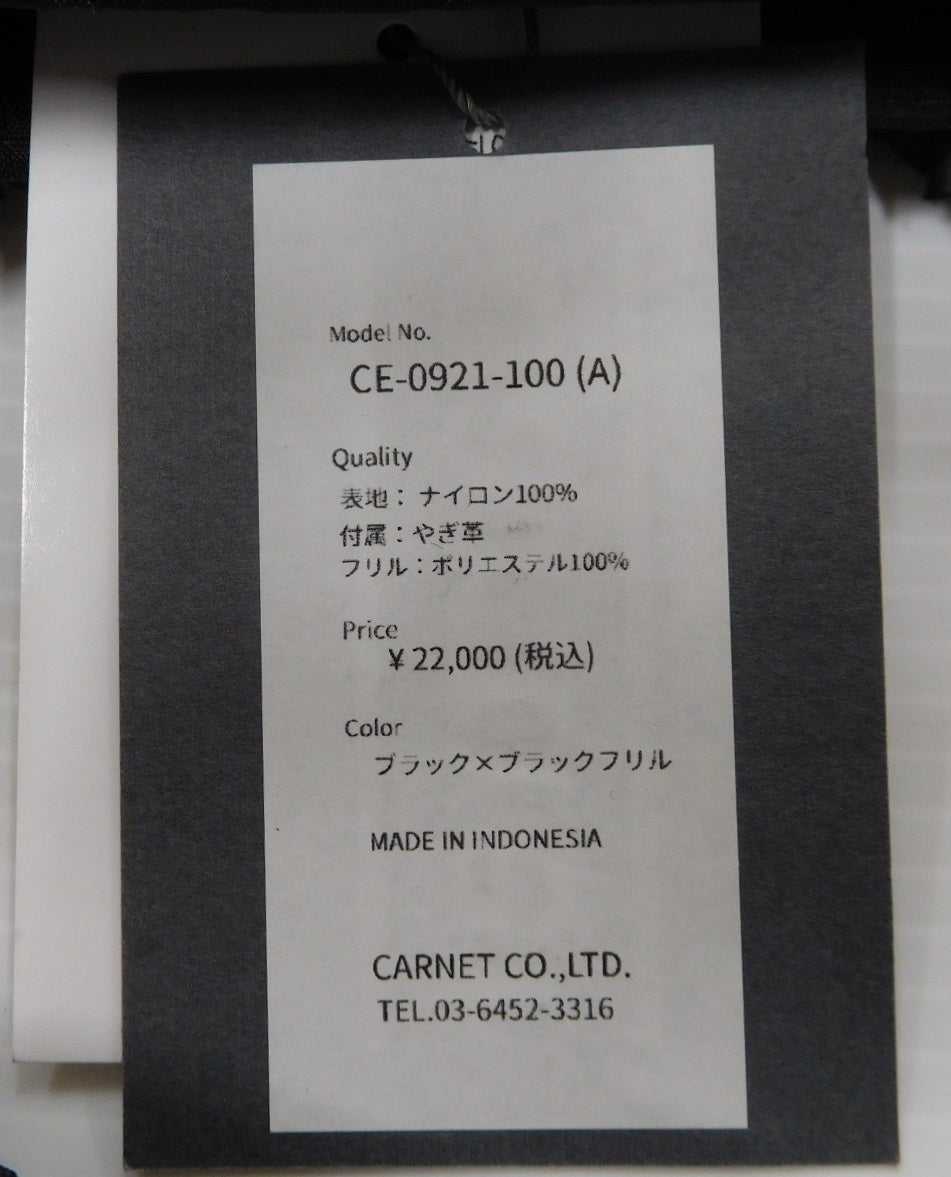 Model No.
CE-0921-100 (A)
Quality
表地： ナイロン100%
付属：やぎ革
フリル：ポリエステル100%
Price
¥ 22,000 (税込)
Color
ブラック×ブラックフリル
MADE IN INDONESIA
CARNET CO.,LTD.
TEL.03-6452-3316